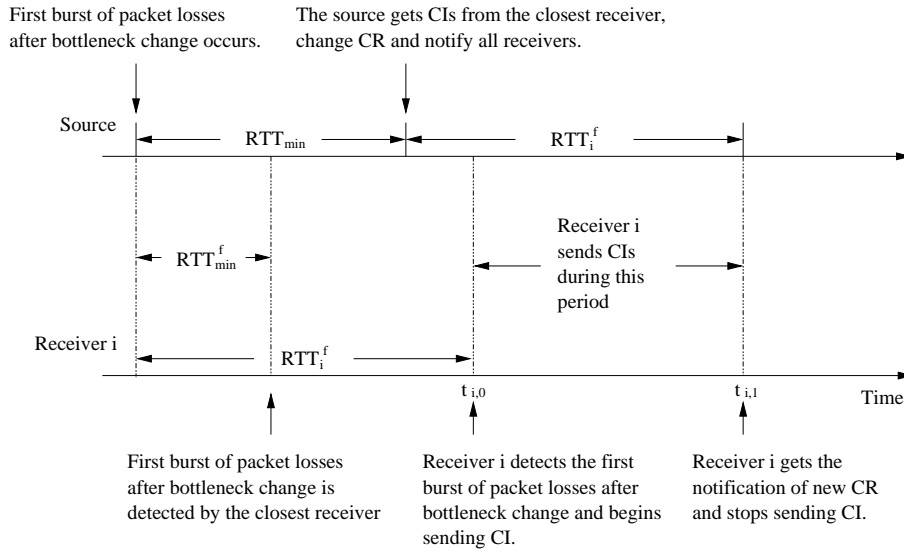 First burst of packet losses
after bottleneck change occurs.
The source gets CIs from the closest receiver,
change CR and notify all receivers.
Source
RTT_min
RTT_i^f
RTT_min^f
Receiver i
sends CIs
during this
period
Receiver i
RTT_i^f
t_i,0
t_i,1
Time
First burst of packet losses
after bottleneck change is
detected by the closest receiver
Receiver i detects the first
burst of packet losses after
bottleneck change and begins
sending CI.
Receiver i gets the
notification of new CR
and stops sending CI.